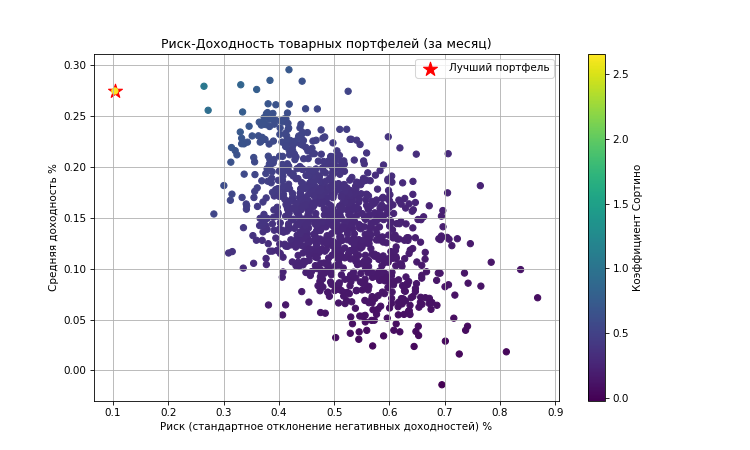 Риск-Доходность товарных портфелей (за месяц)
Лучший портфель
Средняя доходность %
0.30
0.25
0.20
0.15
0.10
0.05
0.00
0.1 0.2 0.3 0.4 0.5 0.6 0.7 0.8 0.9
Риск (стандартное отклонение негативных доходностей) %
2.5
2.0
1.5
1.0
0.5
0.0
Коэффициент Сортино